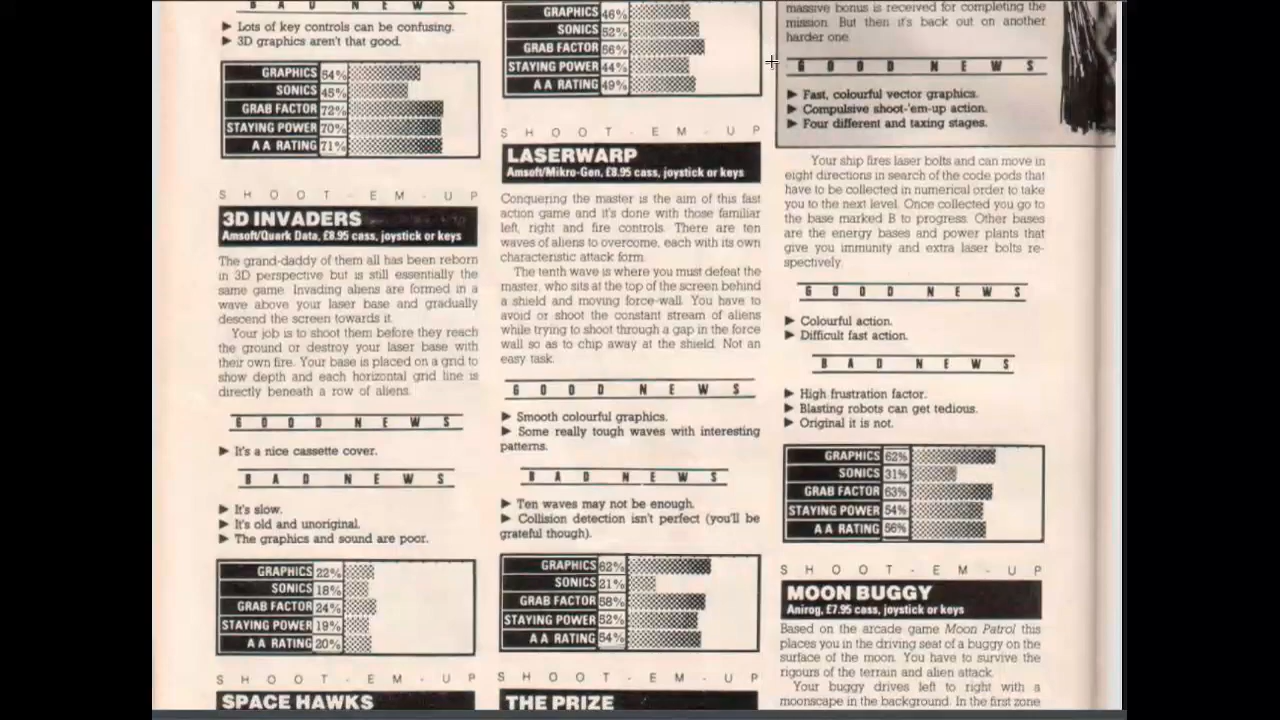 B A D N E W S
▶ Lots of key controls can be confusing.
▶ 3D graphics aren't that good.
GRAPHICS 54%
SONICS 45%
GRAB FACTOR 72%
STAYING POWER 70%
A A RATING 71%
S H O O T - E M - U P
3D INVADERS
Amsoft/Quark Data, £8.95 cass, joystick or keys
The grand-daddy of them all has been reborn
in 3D perspective but is still essentially the
same game. Invading aliens are formed in a
wave above your laser base and gradually
descend the screen towards it.
Your job is to shoot them before they reach
the ground or destroy your laser base with
their own fire. Your base is placed on a grid to
show depth and each horizontal grid line is
directly beneath a row of aliens.
G O O D N E W S
▶ It's a nice cassette cover.
B A D N E W S
▶ It's slow.
▶ It's old and unoriginal.
▶ The graphics and sound are poor.
GRAPHICS 22%
SONICS 18%
GRAB FACTOR 24%
STAYING POWER 19%
A A RATING 20%
S H O O T - E M - U P
SPACE HAWKS
GRAPHICS 46%
SONICS 52%
GRAB FACTOR 56%
STAYING POWER 44%
A A RATING 49%
S H O O T - E M - U P
LASERWARP
Amsoft/Mikro-Gen, £8.95 cass, joystick or keys
Conquering the master is the aim of this fast
action game and it's done with those familiar
left, right and fire controls. There are ten
waves of aliens to overcome, each with its own
characteristic attack form.
The tenth wave is where you must defeat the
master, who sits at the top of the screen behind
a shield and moving force-wall. You have to
avoid or shoot the constant stream of aliens
while trying to shoot through a gap in the force
wall so as to chip away at the shield. Not an
easy task.
G O O D N E W S
▶ Smooth colourful graphics.
▶ Some really tough waves with interesting
patterns.
B A D N E W S
▶ Ten waves may not be enough.
▶ Collision detection isn't perfect (you'll be
grateful though).
GRAPHICS 62%
SONICS 21%
GRAB FACTOR 58%
STAYING POWER 52%
A A RATING 54%
S H O O T - E M - U P
THE PRIZE
massive bonus is received for completing the
mission. But then it's back out on another
harder one.
G O O D N E W S
▶ Fast, colourful vector graphics.
▶ Compulsive shoot-'em-up action.
▶ Four different and taxing stages.
Your ship fires laser bolts and can move in
eight directions in search of the code pods that
have to be collected in numerical order to take
you to the next level. Once collected you go to
the base marked B to progress. Other bases
are the energy bases and power plants that
give you immunity and extra laser bolts re-
spectively.
G O O D N E W S
▶ Colourful action.
▶ Difficult fast action.
B A D N E W S
▶ High frustration factor.
▶ Blasting robots can get tedious.
▶ Original it is not.
GRAPHICS 62%
SONICS 31%
GRAB FACTOR 63%
STAYING POWER 54%
A A RATING 56%
S H O O T - E M - U P
MOON BUGGY
Anirog, £7.95 cass, joystick or keys
Based on the arcade game Moon Patrol this
places you in the driving seat of a buggy on the
surface of the moon. You have to survive the
rigours of the terrain and alien attack.
Your buggy drives left to right with a
moonscape in the background. In the first zone